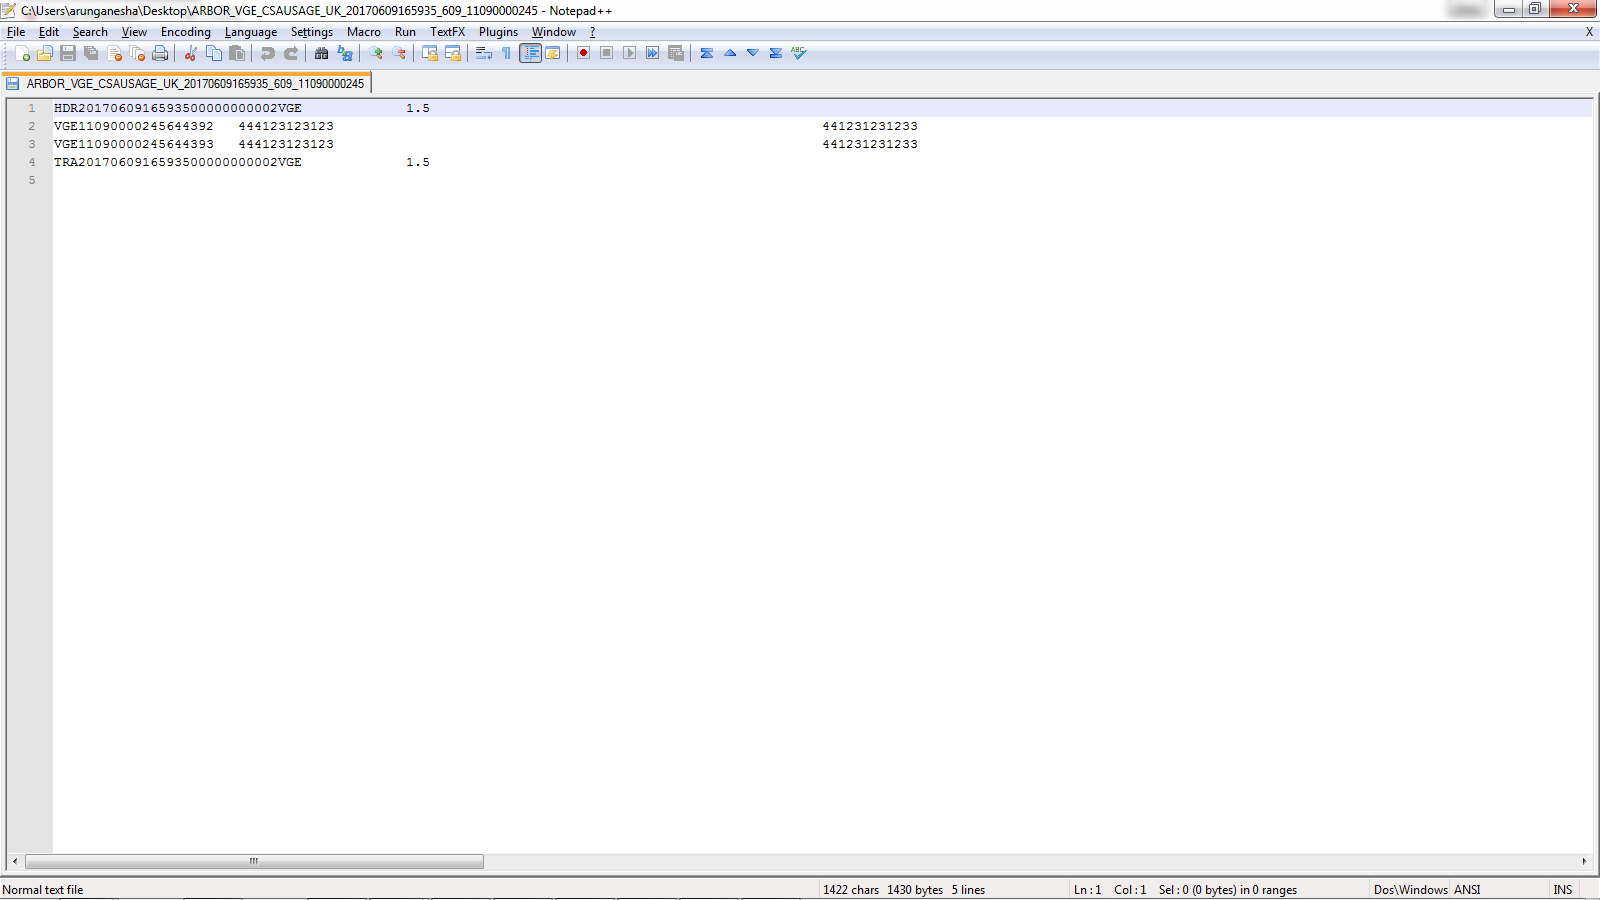 C:\Users\arunganesha\Desktop\ARBOR_VGE_CSAUSAGE_UK_20170609165935_609_11090000245 - Notepad++
File Edit Search View Encoding Language Settings Macro Run TextFX Plugins Window ? X
ARBOR_VGE_CSAUSAGE_UK_20170609165935_609_11090000245
1 HDR2017060916593500000000002VGE 1.5
2 VGE11090000245644392 444123123123 441231231233
3 VGE11090000245644393 444123123123 441231231233
4 TRA2017060916593500000000002VGE 1.5
5
Normal text file 1422 chars 1430 bytes 5 lines Ln : 1 Col : 1 Sel : 0 (0 bytes) in 0 ranges Dos\Windows ANSI INS